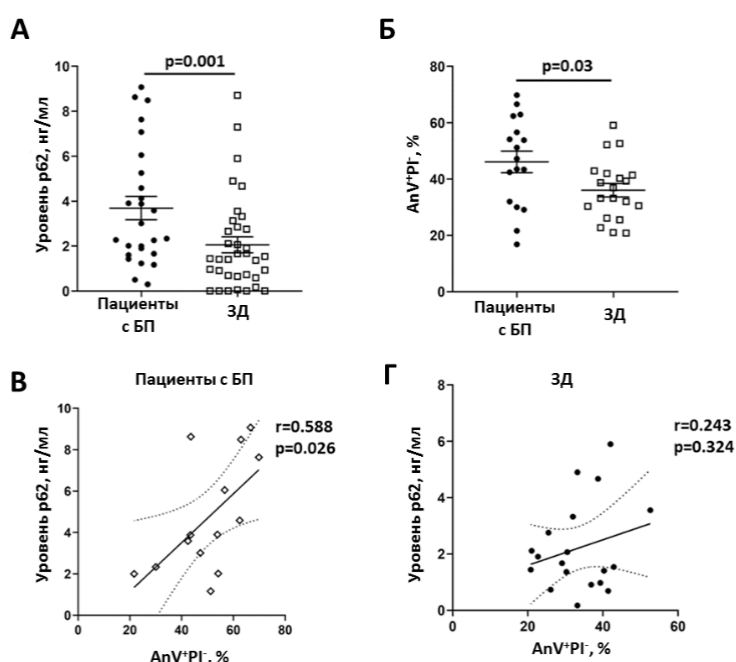 А
p=0.001
Уровень p62, нг/мл
10
8
6
4
2
0
Пациенты
с БП
ЗД
Б
p=0.03
AnV⁺PI⁻, %
80
60
40
20
0
Пациенты
с БП
ЗД
В
Пациенты с БП
r=0.588
p=0.026
Уровень p62, нг/мл
10
8
6
4
2
0
0 20 40 60 80
AnV⁺PI⁻, %
Г
ЗД
r=0.243
p=0.324
Уровень p62, нг/мл
8
6
4
2
0
0 20 40 60
AnV⁺PI⁻, %